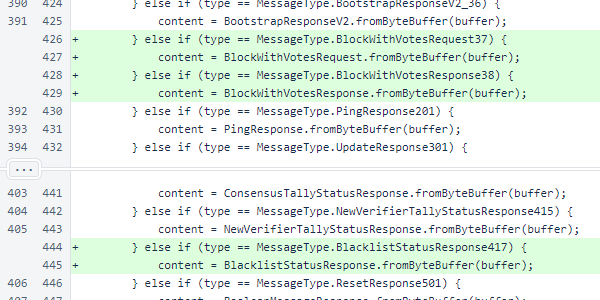 390 424 } else if (type == MessageType.BootstrapResponseV2_36) {
391 425 content = BootstrapResponseV2.fromByteBuffer(buffer);
426 + } else if (type == MessageType.BlockWithVotesRequest37) {
427 + content = BlockWithVotesRequest.fromByteBuffer(buffer);
428 + } else if (type == MessageType.BlockWithVotesResponse38) {
429 + content = BlockWithVotesResponse.fromByteBuffer(buffer);
392 430 } else if (type == MessageType.PingResponse201) {
393 431 content = PingResponse.fromByteBuffer(buffer);
394 432 } else if (type == MessageType.UpdateResponse301) {
...
403 441 content = ConsensusTallyStatusResponse.fromByteBuffer(buffer);
404 442 } else if (type == MessageType.NewVerifierTallyStatusResponse415) {
405 443 content = NewVerifierTallyStatusResponse.fromByteBuffer(buffer);
444 + } else if (type == MessageType.BlacklistStatusResponse417) {
445 + content = BlacklistStatusResponse.fromByteBuffer(buffer);
406 446 } else if (type == MessageType.ResetResponse501) {
407 447 content = BooleanMessageResponse.fromByteBuffer(buffer);